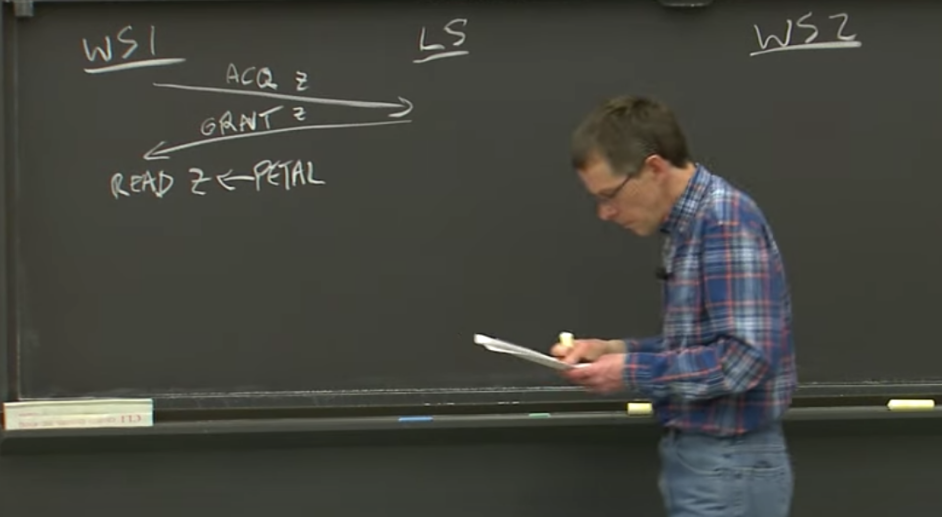 WS1
LS
WS2
ACQ z
GRANT z
READ z ← PETAL